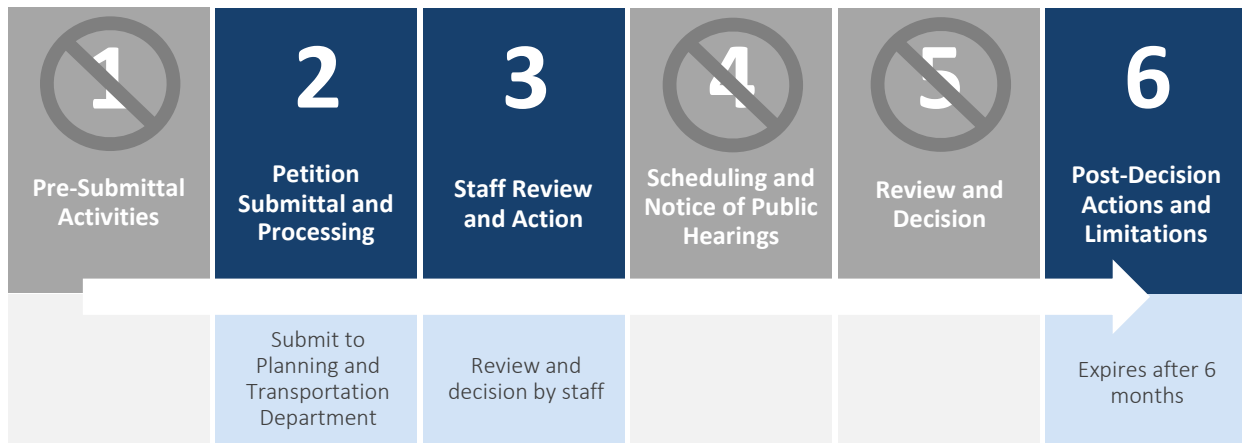 1
Pre-Submittal
Activities
2
Petition
Submittal and
Processing
3
Staff Review
and Action
4
Scheduling and
Notice of Public
Hearings
5
Review and
Decision
6
Post-Decision
Actions and
Limitations
Submit to
Planning and
Transportation
Department
Review and
decision by staff
Expires after 6
months